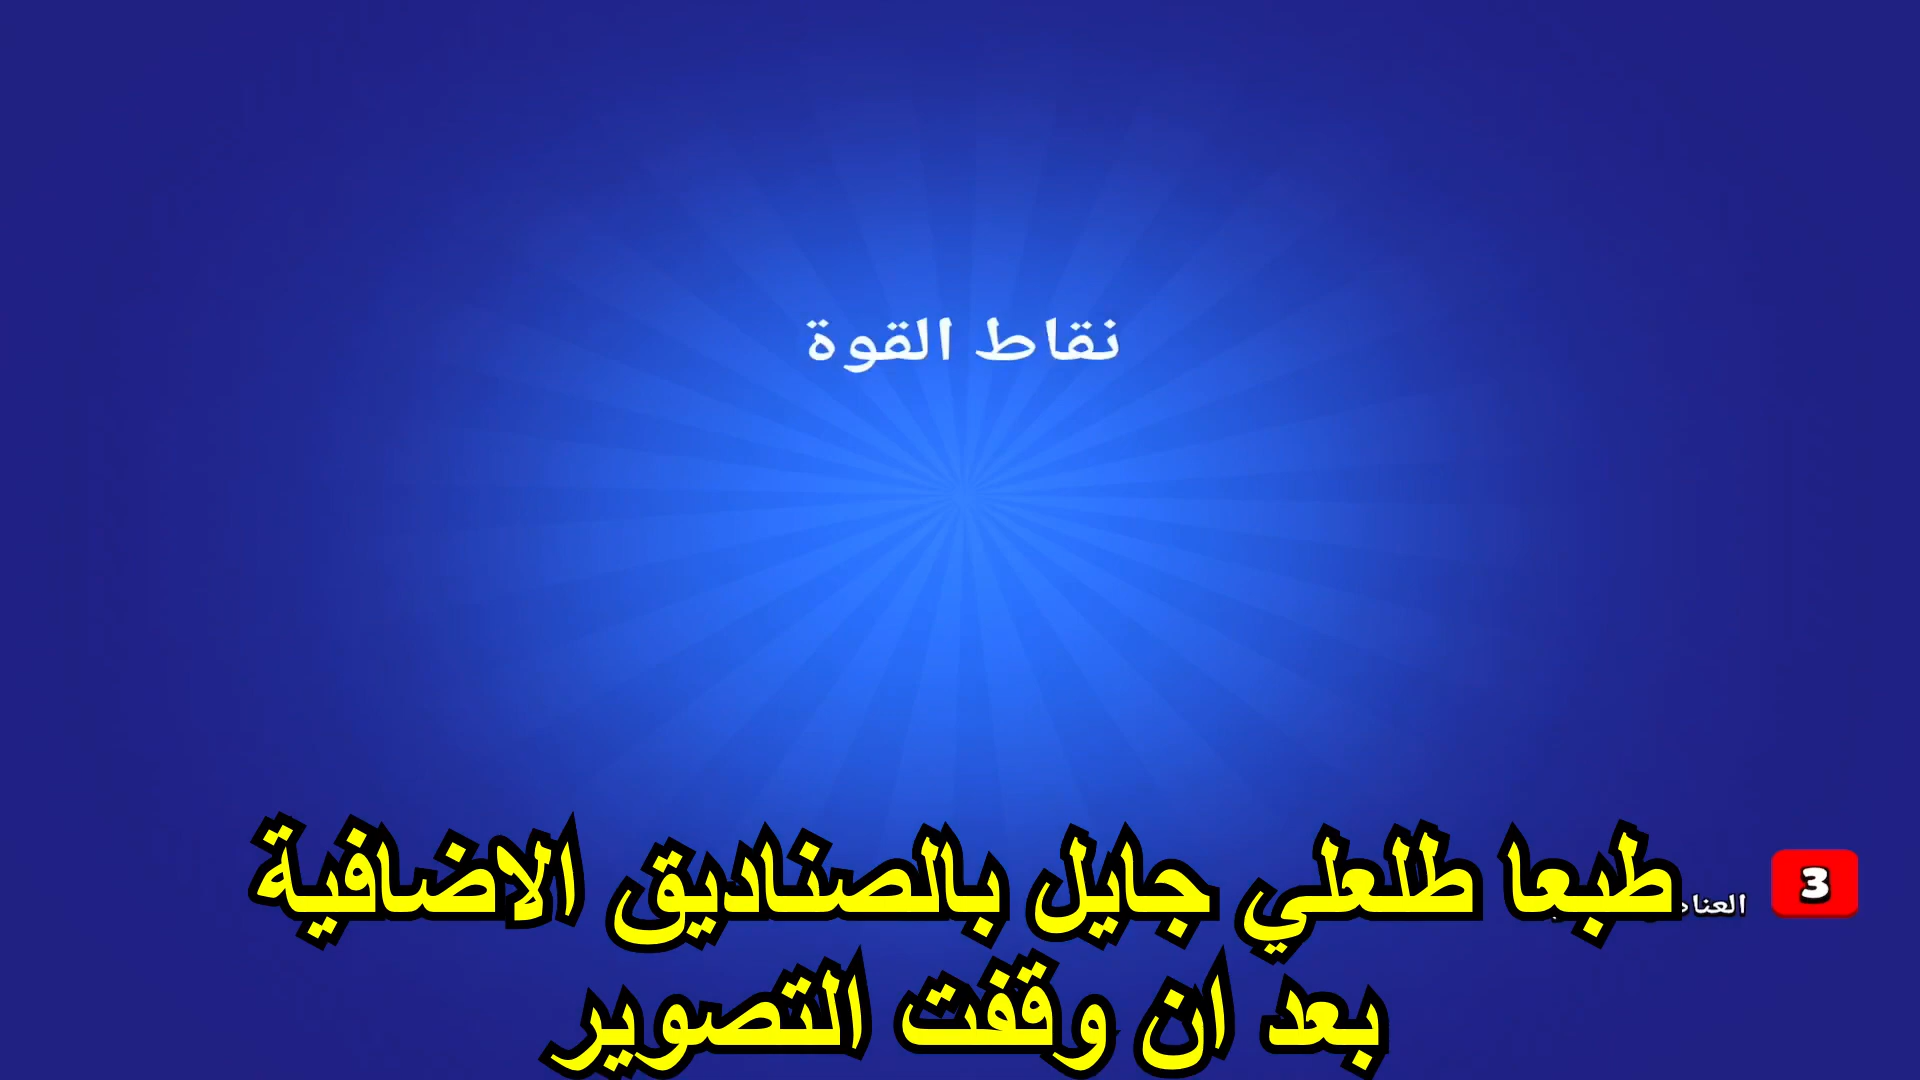 نقاط القوة
3
طبعا طلعلي جايل بالصناديق الاضافية
بعد ان وقفت التصوير